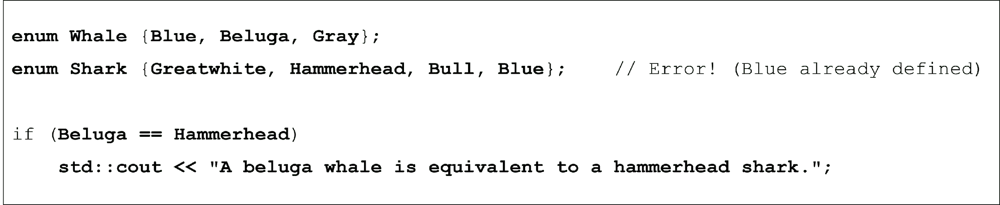 enum Whale {Blue, Beluga, Gray};
enum Shark {Greatwhite, Hammerhead, Bull, Blue};    // Error! (Blue already defined)
if (Beluga == Hammerhead)
    std::cout << "A beluga whale is equivalent to a hammerhead shark.";